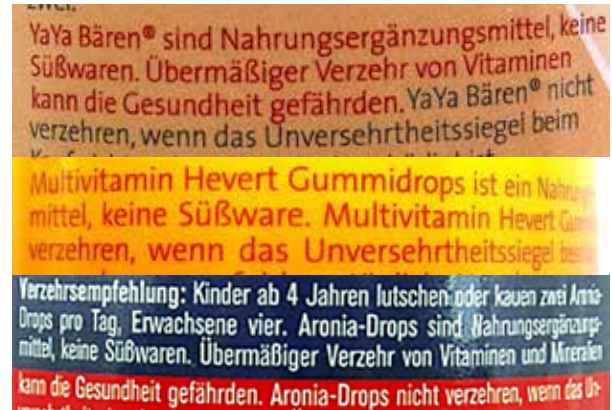 zwei.
YaYa Bären® sind Nahrungsergänzungsmittel, keine
Süßwaren. Übermäßiger Verzehr von Vitaminen
kann die Gesundheit gefährden. YaYa Bären® nicht
verzehren, wenn das Unversehrtheitssiegel beim
Multivitamin Hevert Gummidrops ist ein
mittel, keine Süßware. Multivitamin Hevert
verzehren, wenn das Unversehrtheitssiegel
Verzehrsempfehlung: Kinder ab 4 Jahren lutschen oder kauen zwei Aronia-
Drops pro Tag, Erwachsene vier. Aronia-Drops sind Nahrungsergänzungs-
mittel, keine Süßwaren. Übermäßiger Verzehr von Vitaminen und Mineralien
kann die Gesundheit gefährden. Aronia-Drops nicht verzehren, wenn das Un-